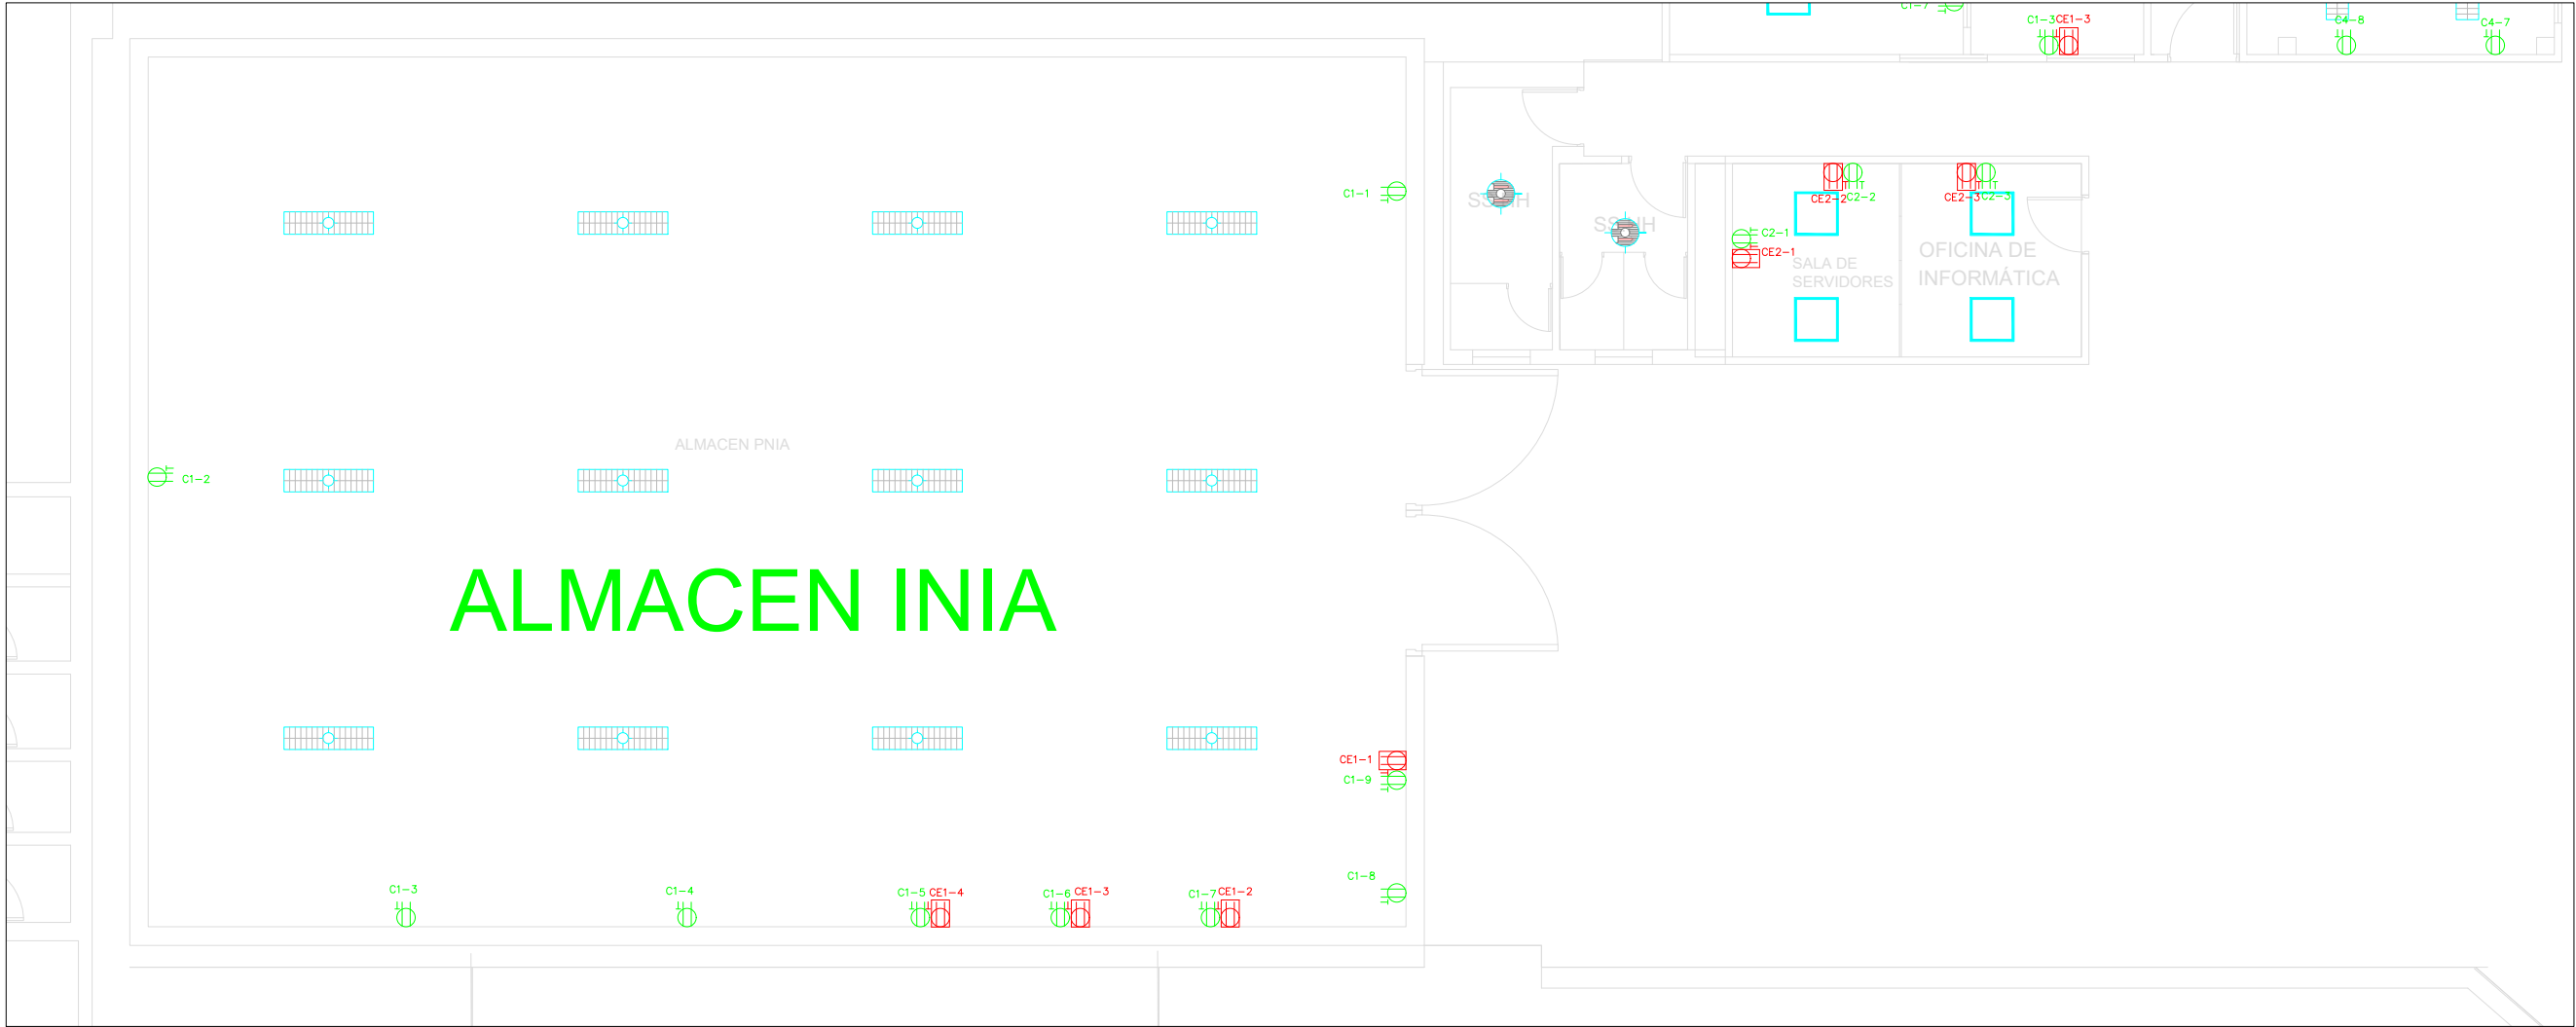 C1-7
C1-3
CE1-3
C4-8
C4-7
C1-1
SSHH
SSHH
CE2-2
C2-2
CE2-3
C2-3
C2-1
CE2-1
SALA DE
SERVIDORES
OFICINA DE
INFORMÁTICA
ALMACEN PNIA
C1-2
ALMACEN INIA
CE1-1
C1-9
C1-8
C1-3
C1-4
C1-5
CE1-4
C1-6
CE1-3
C1-7
CE1-2